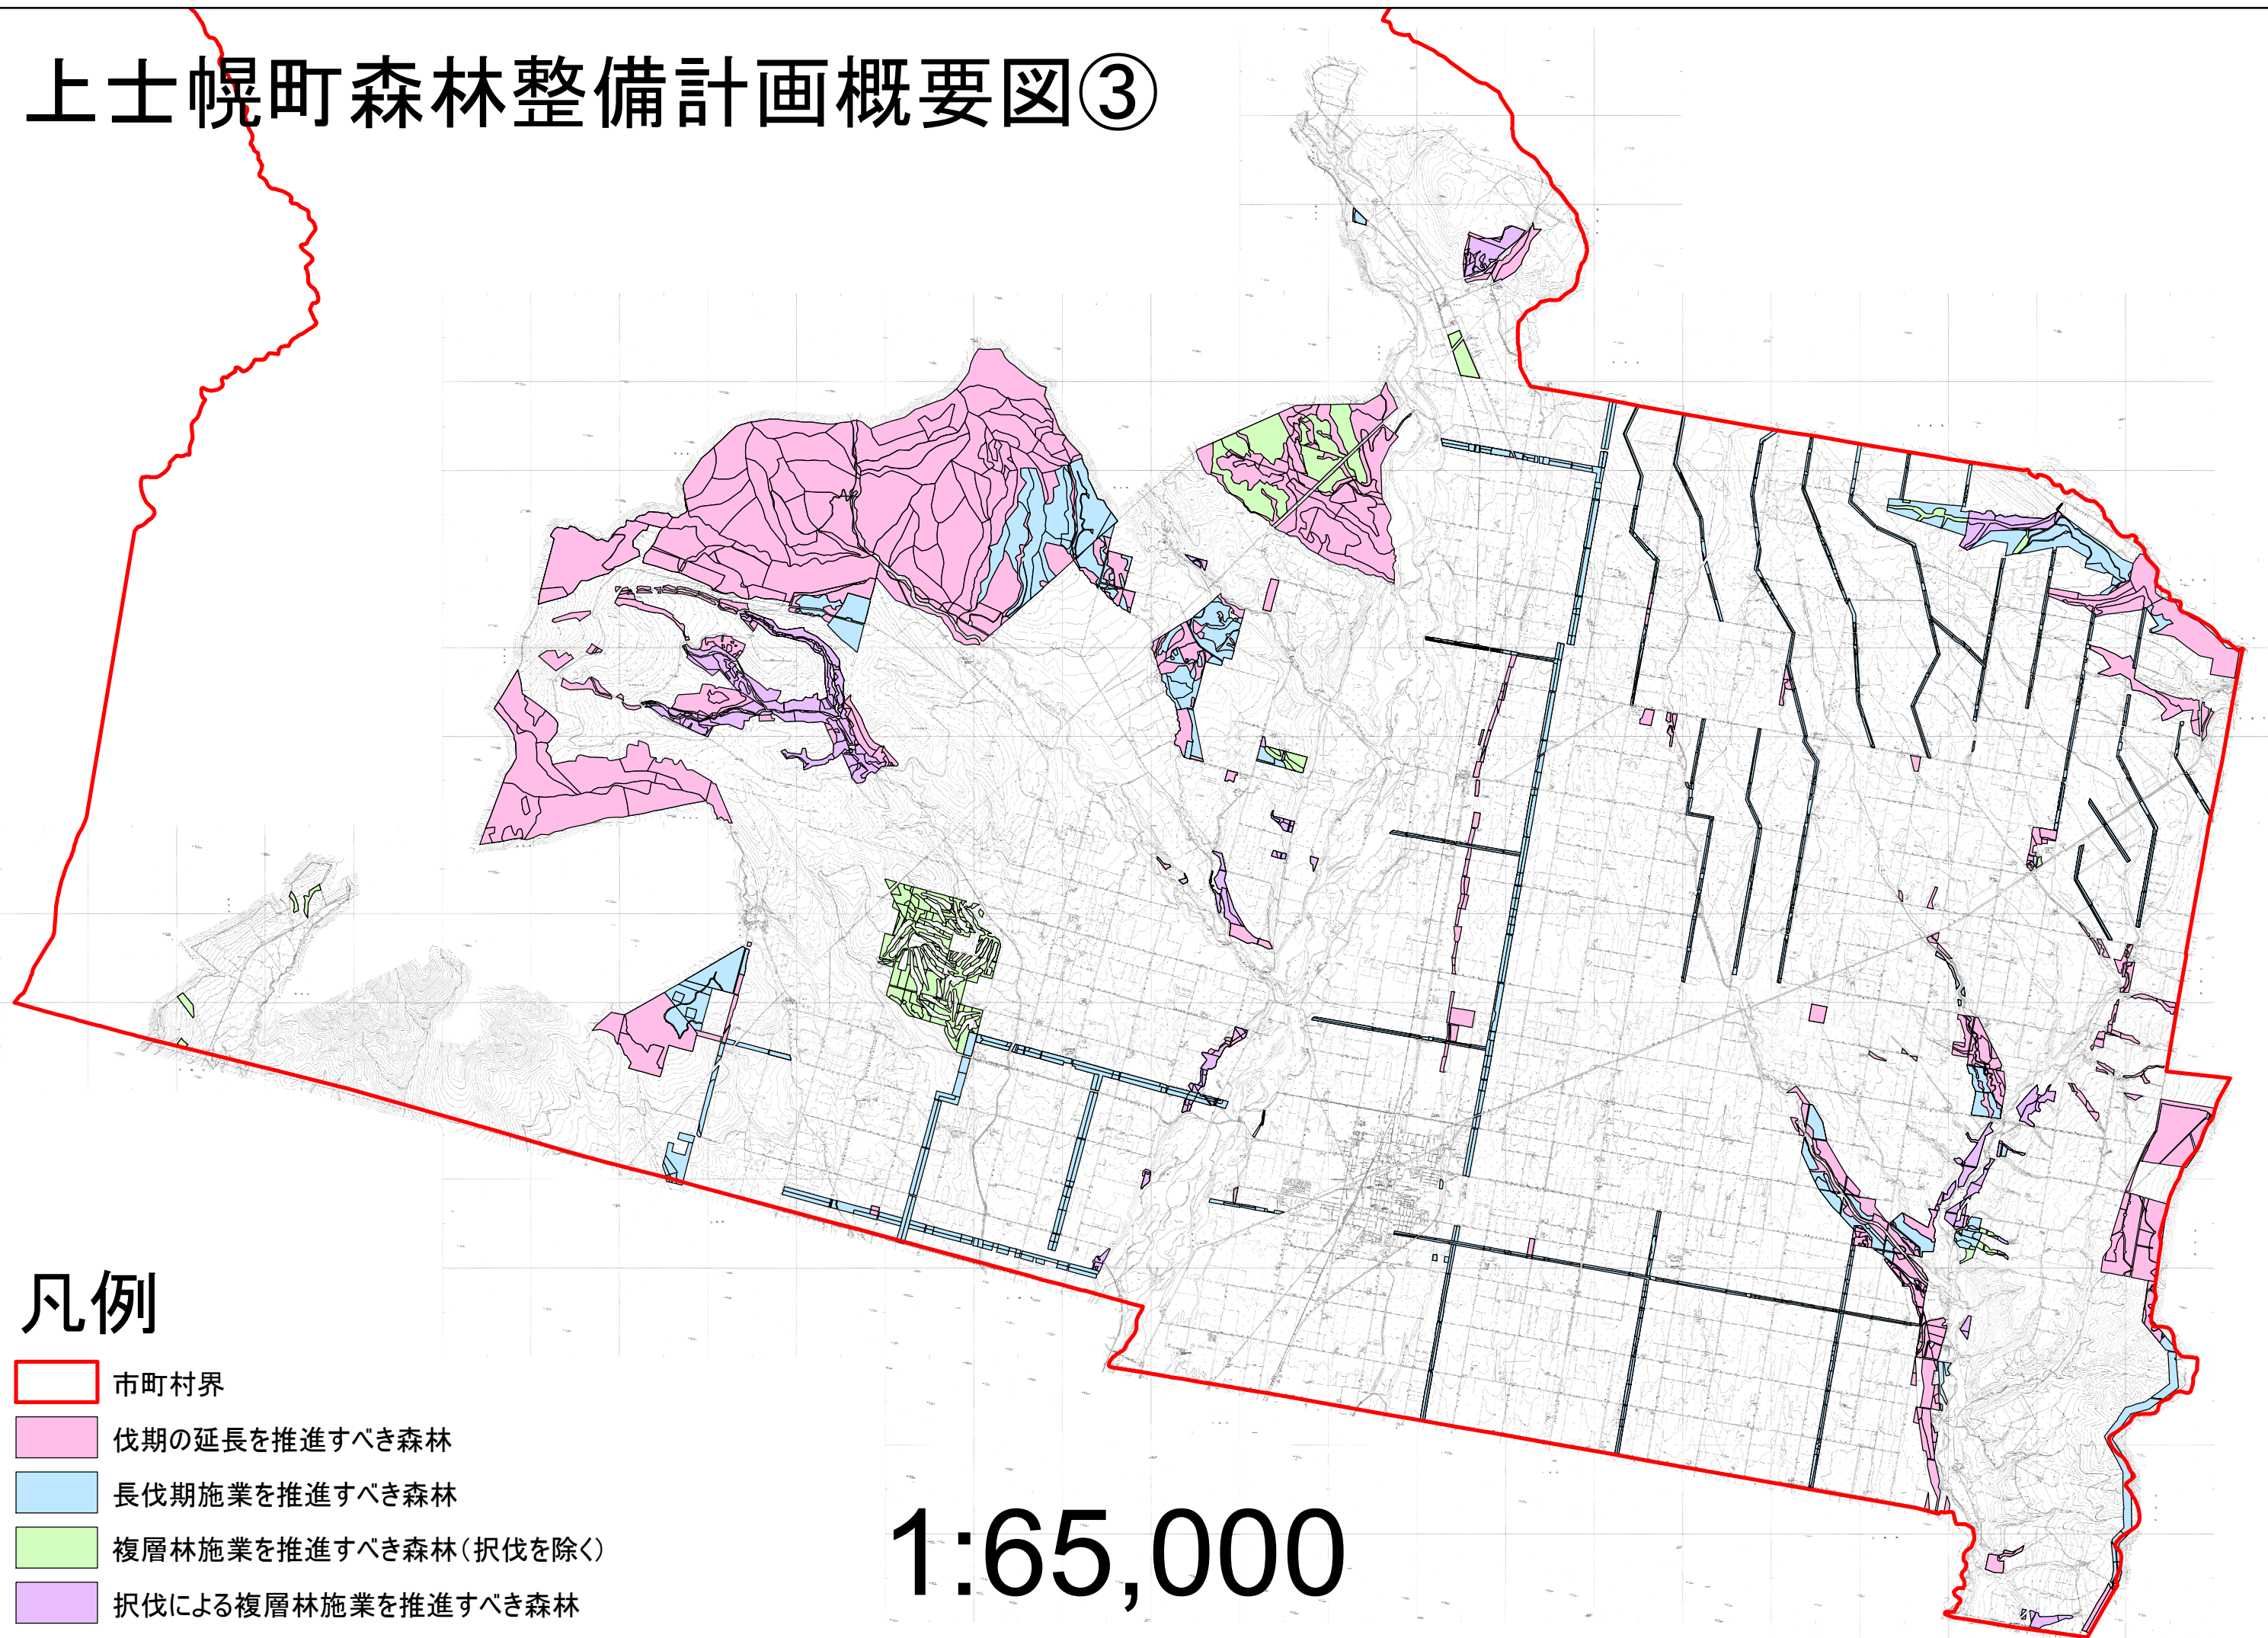 上士幌町森林整備計画概要図③
凡例
市町村界
伐期の延長を推進すべき森林
長伐期施業を推進すべき森林
複層林施業を推進すべき森林(択伐を除く)
択伐による複層林施業を推進すべき森林
1:65,000